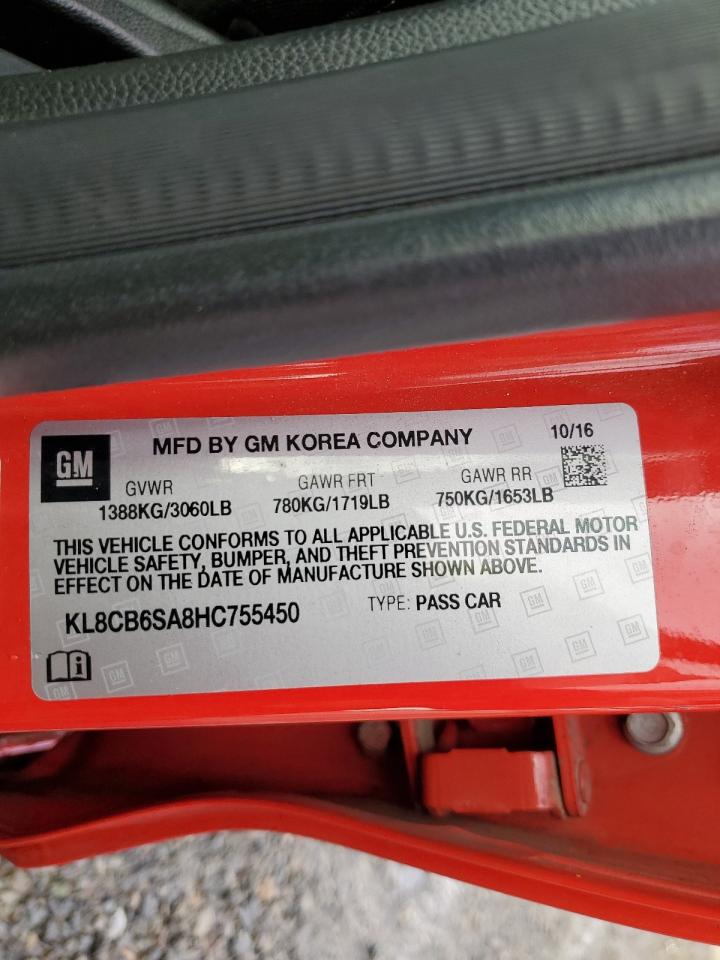 GM
MFD BY GM KOREA COMPANY
10/16
GVWR GAWR FRT GAWR RR
1388KG/3060LB 780KG/1719LB 750KG/1653LB
THIS VEHICLE CONFORMS TO ALL APPLICABLE U.S. FEDERAL MOTOR
VEHICLE SAFETY, BUMPER, AND THEFT PREVENTION STANDARDS IN
EFFECT ON THE DATE OF MANUFACTURE SHOWN ABOVE.
KL8CB6SA8HC755450 TYPE: PASS CAR